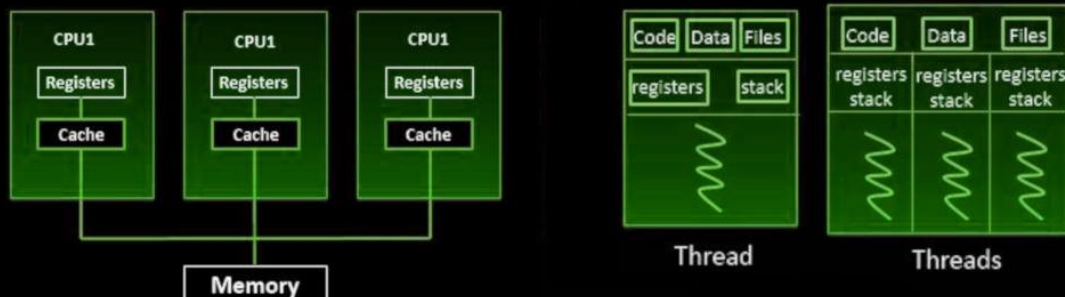 CPU1
Registers
Cache
CPU1
Registers
Cache
CPU1
Registers
Cache
Memory
Code Data Files
registers stack
Thread
Code Data Files
registers registers registers
stack stack stack
Threads